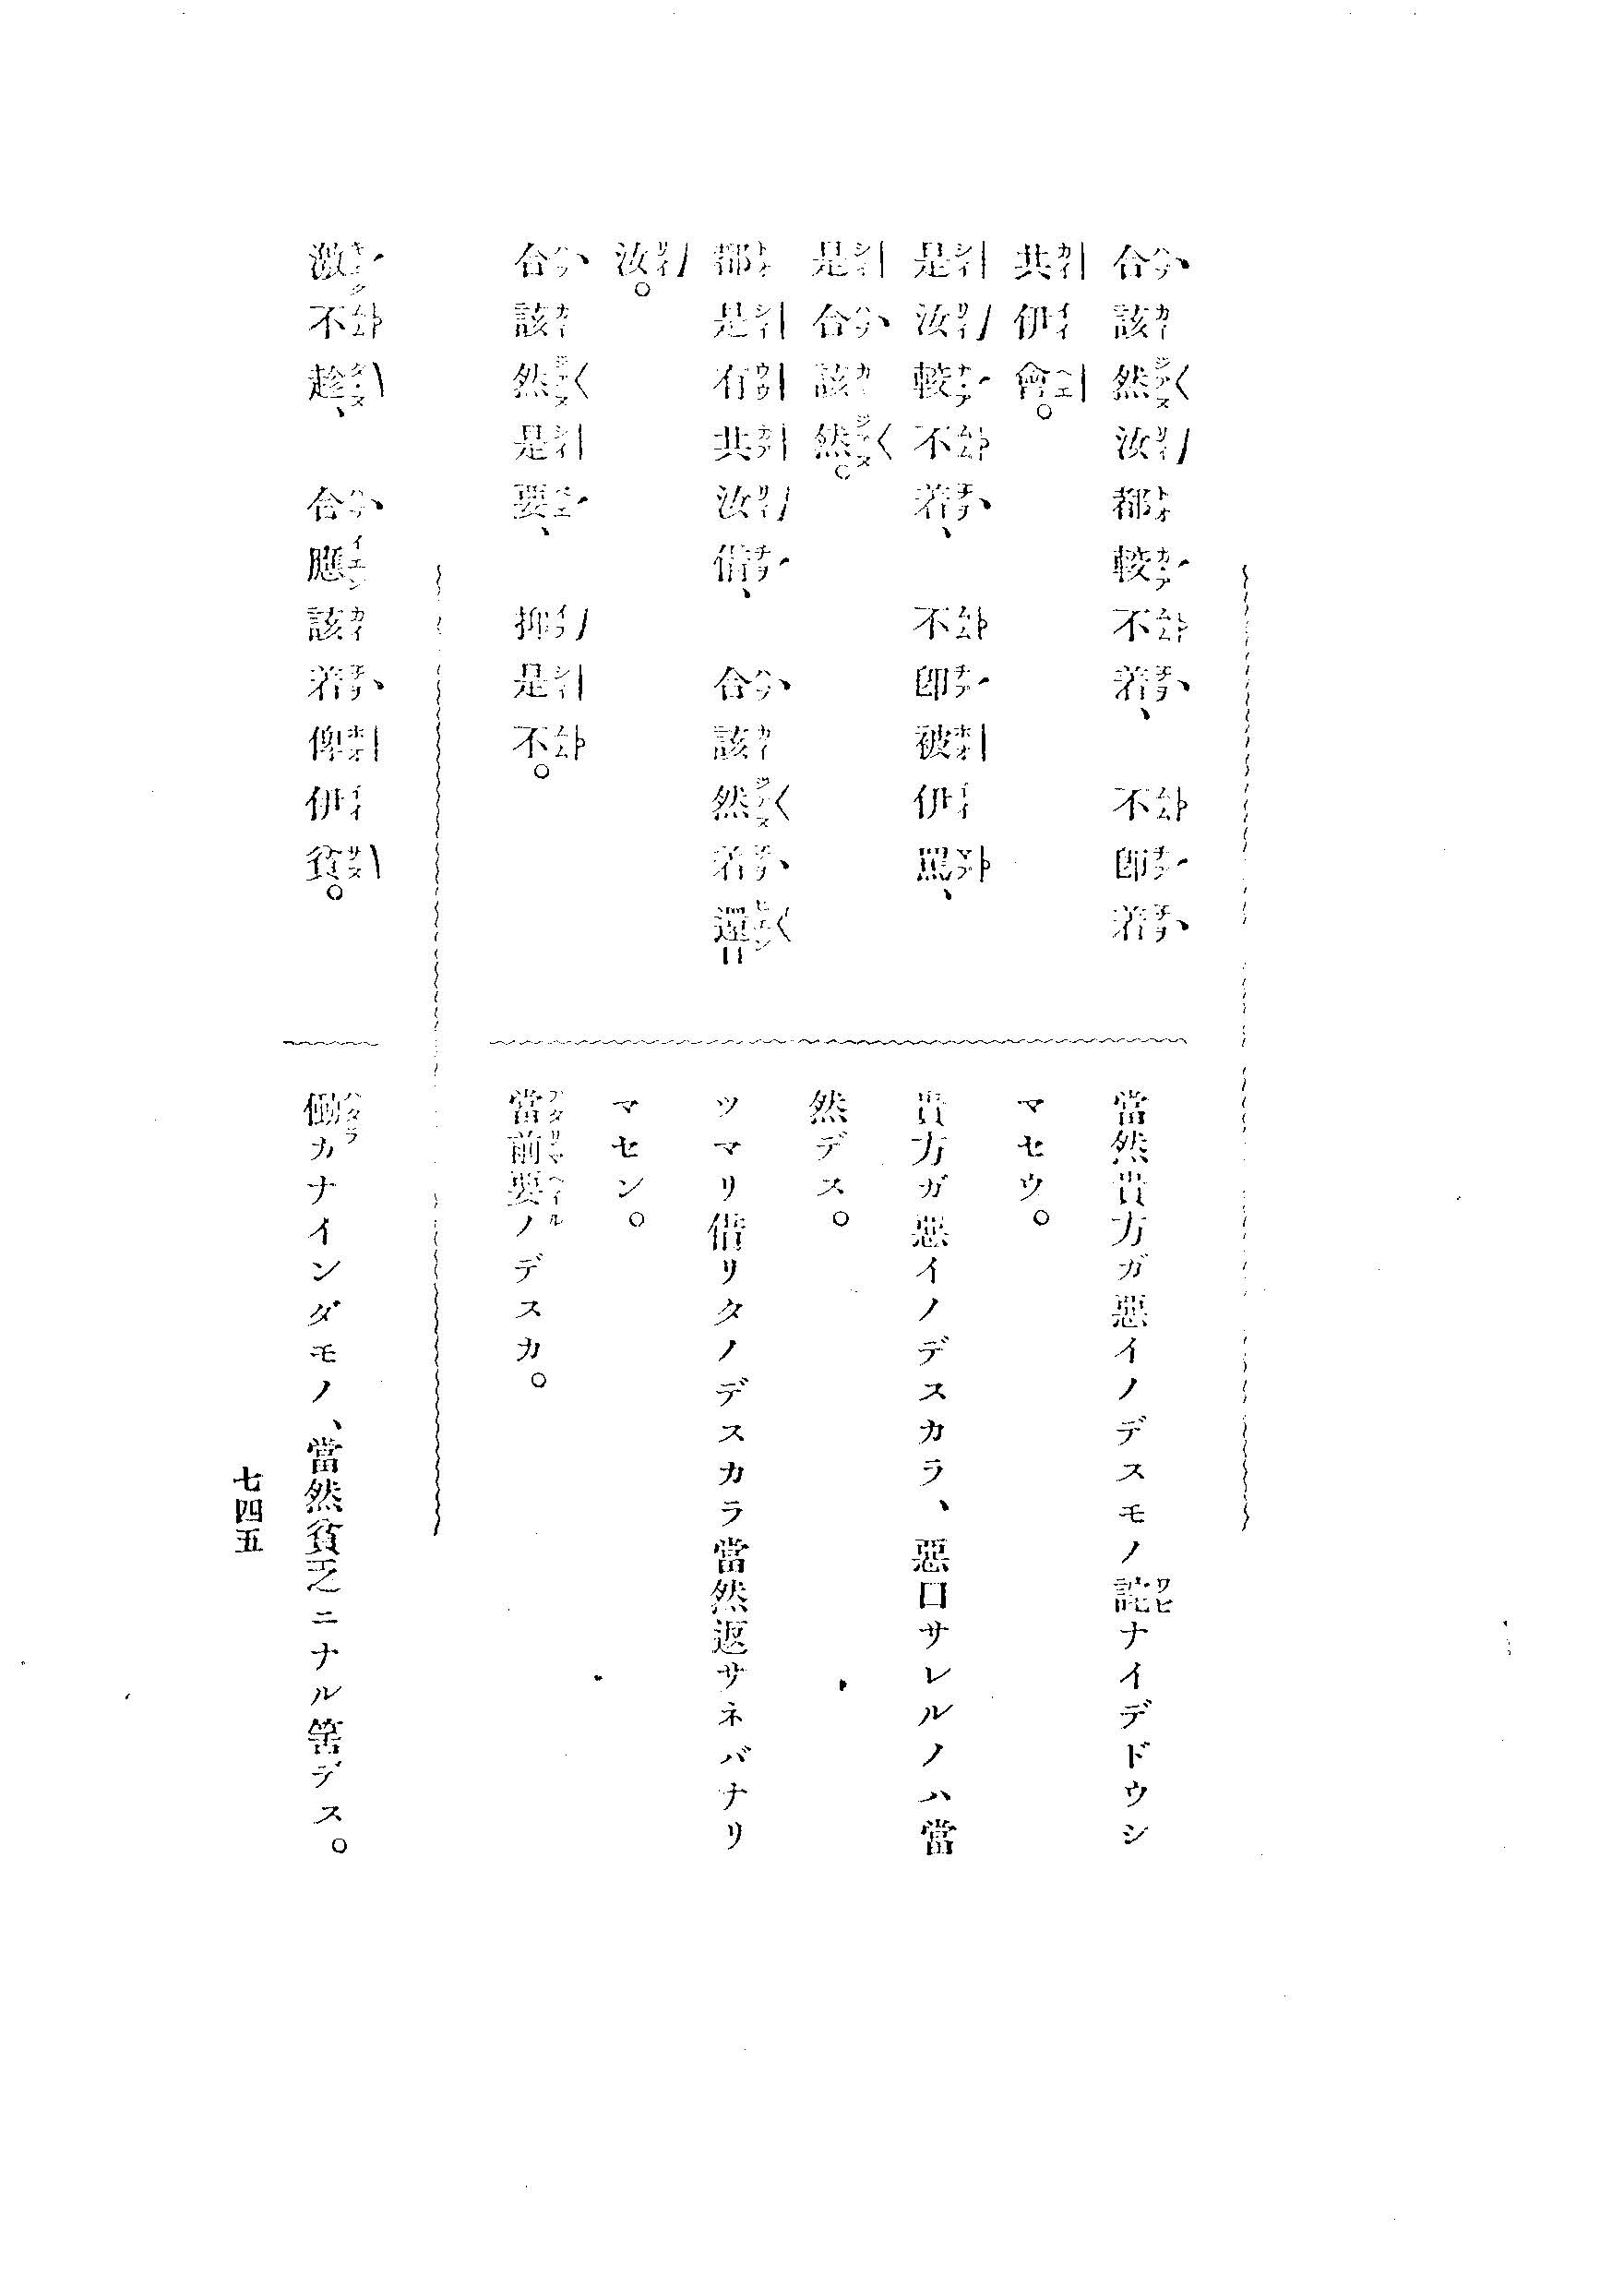 合該然汝都較不着、不即着
共伊會。
是汝較不着、不即被伊罵、
是合該然。
都是有共汝借、合該然着還＝
汝。
合該然是要、抑是不。
激不趁、合應該着俾伊貧。
當然貴方ガ惡イノデスモノ詫ナイデドウシ
マセウ。
貴方ガ惡イノデスカラ、惡口サレルノハ當
然デス。
ツマリ借リタノデスカラ當然返サネバナリ
マセン。
當前要ノデスカ。
働カナインダモノ、當然貧乏ニナル筈デス。
七四五